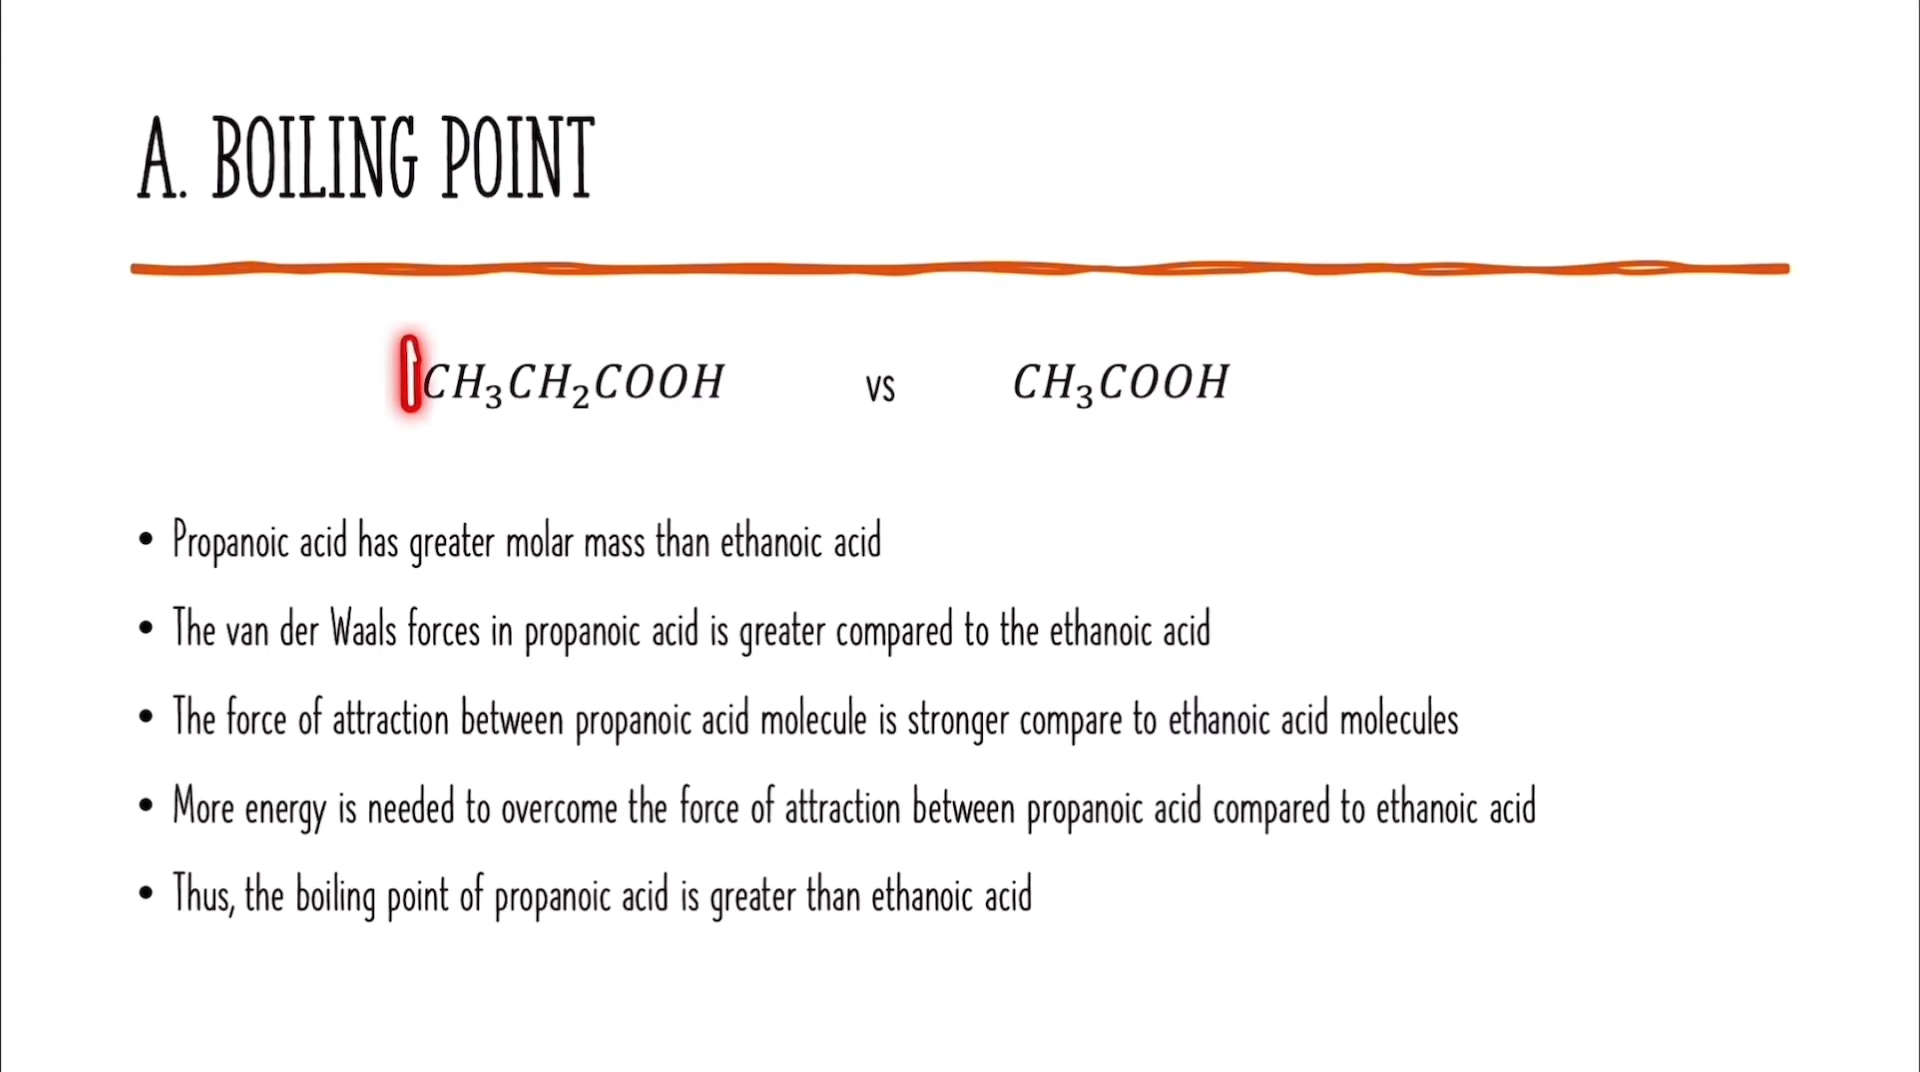 A. BOILING POINT
CH₃CH₂COOH vs CH₃COOH
• Propanoic acid has greater molar mass than ethanoic acid
• The van der Waals forces in propanoic acid is greater compared to the ethanoic acid
• The force of attraction between propanoic acid molecule is stronger compare to ethanoic acid molecules
• More energy is needed to overcome the force of attraction between propanoic acid compared to ethanoic acid
• Thus, the boiling point of propanoic acid is greater than ethanoic acid